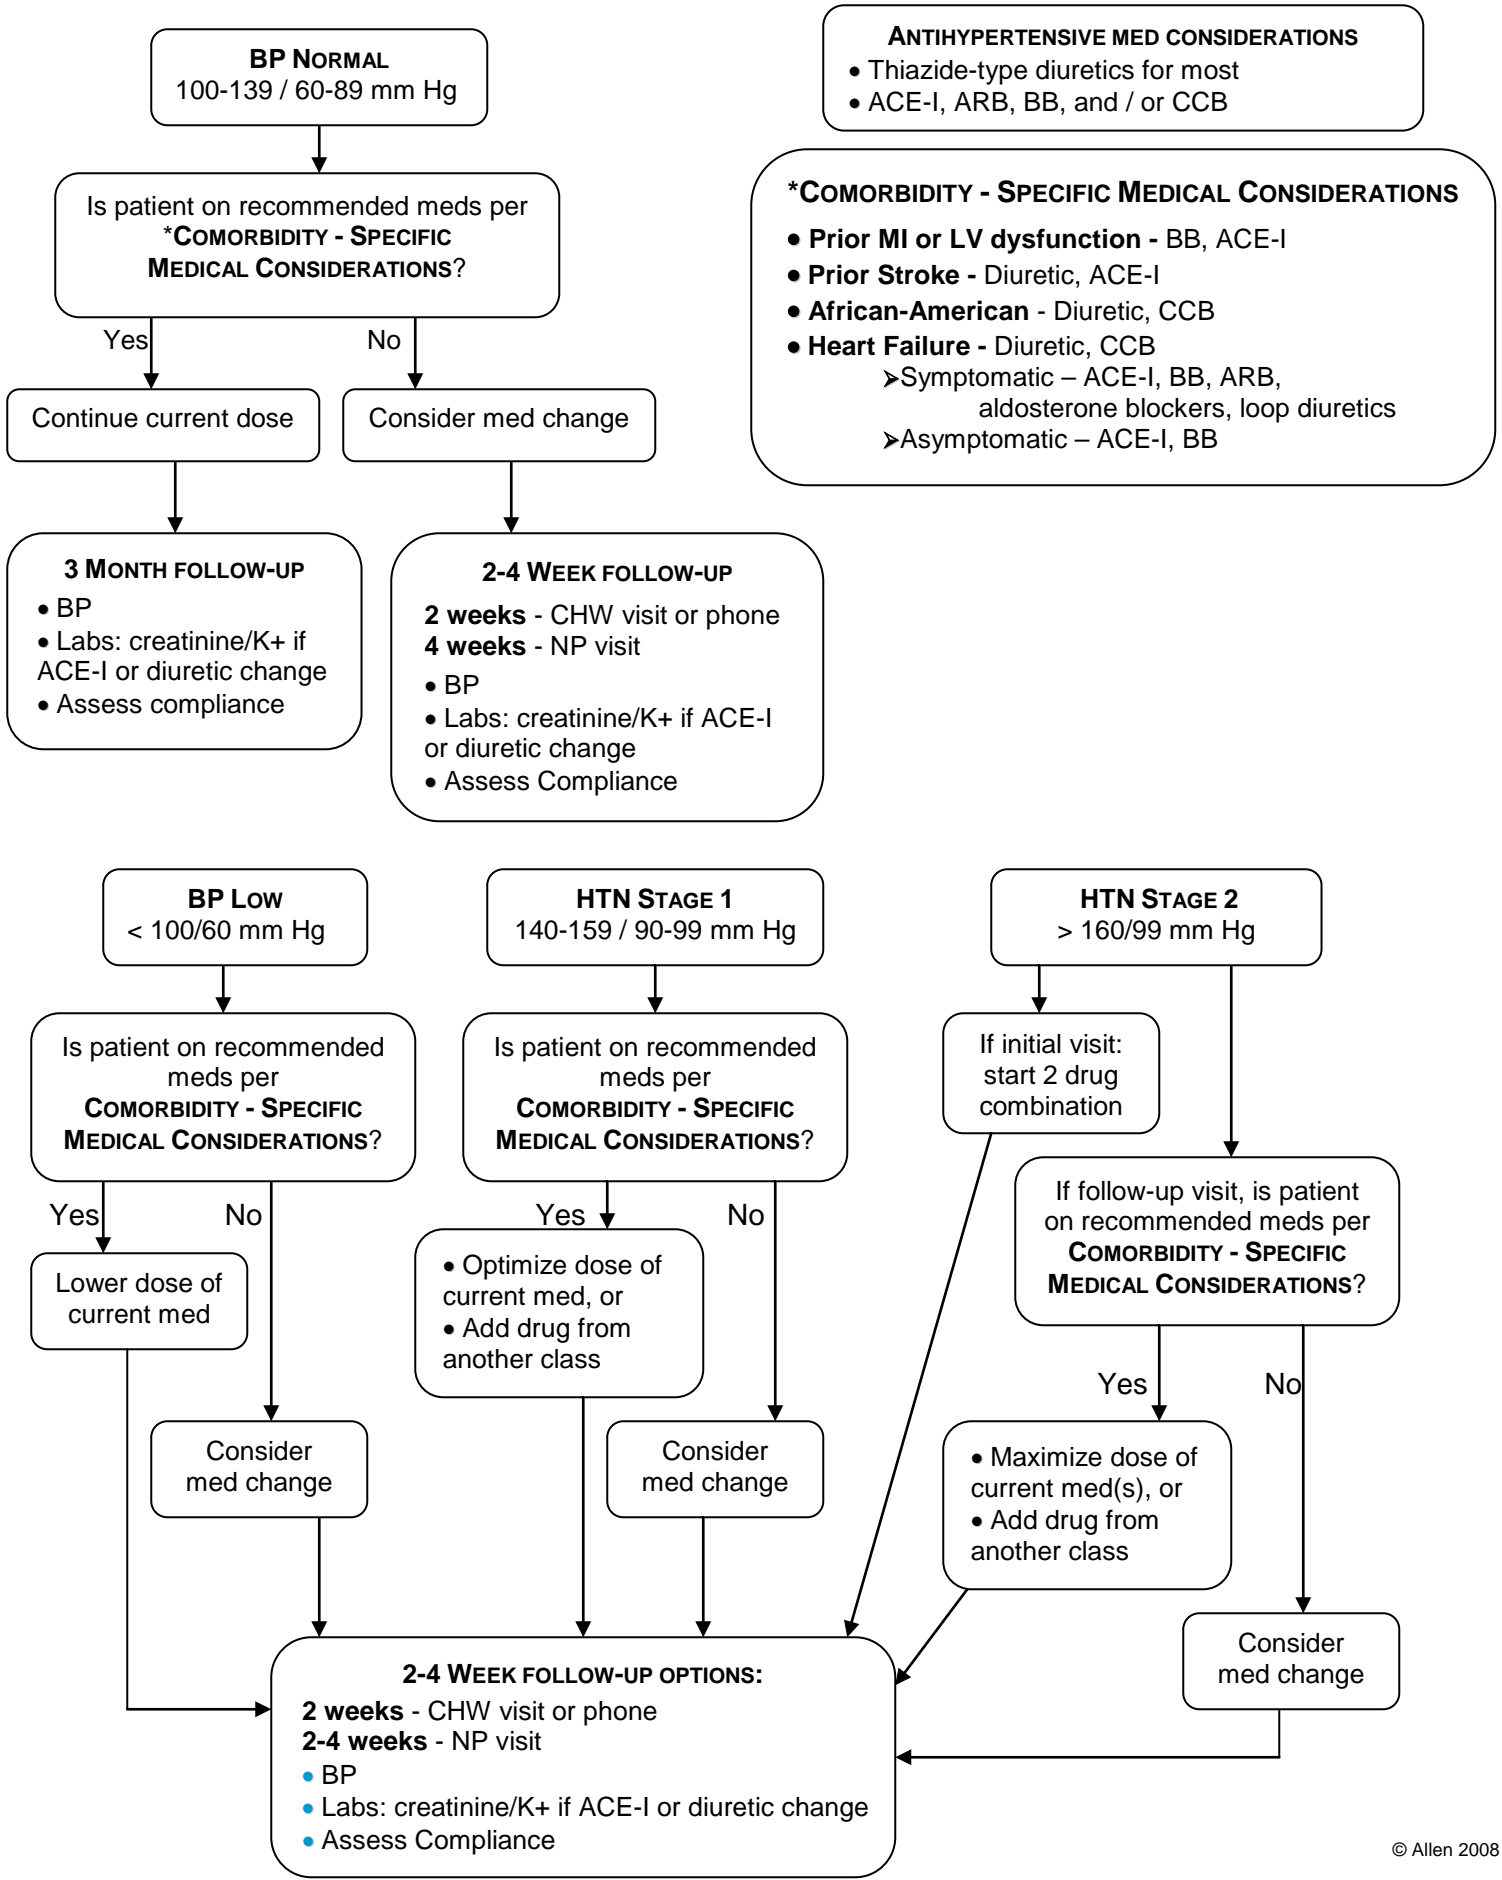 BP NORMAL
100-139 / 60-89 mm Hg
Is patient on recommended meds per
*COMORBIDITY - SPECIFIC
MEDICAL CONSIDERATIONS?
Yes
No
Continue current dose
Consider med change
3 MONTH FOLLOW-UP
• BP
• Labs: creatinine/K+ if
ACE-I or diuretic change
• Assess compliance
2-4 WEEK FOLLOW-UP
2 weeks - CHW visit or phone
4 weeks - NP visit
• BP
• Labs: creatinine/K+ if ACE-I
or diuretic change
• Assess Compliance
ANTIHYPERTENSIVE MED CONSIDERATIONS
• Thiazide-type diuretics for most
• ACE-I, ARB, BB, and / or CCB
*COMORBIDITY - SPECIFIC MEDICAL CONSIDERATIONS
• Prior MI or LV dysfunction - BB, ACE-I
• Prior Stroke - Diuretic, ACE-I
• African-American - Diuretic, CCB
• Heart Failure - Diuretic, CCB
➢Symptomatic – ACE-I, BB, ARB,
aldosterone blockers, loop diuretics
➢Asymptomatic – ACE-I, BB
BP LOW
< 100/60 mm Hg
Is patient on recommended
meds per
COMORBIDITY - SPECIFIC
MEDICAL CONSIDERATIONS?
Yes
No
Lower dose of
current med
Consider
med change
HTN STAGE 1
140-159 / 90-99 mm Hg
Is patient on recommended
meds per
COMORBIDITY - SPECIFIC
MEDICAL CONSIDERATIONS?
Yes
No
• Optimize dose of
current med, or
• Add drug from
another class
Consider
med change
HTN STAGE 2
> 160/99 mm Hg
If initial visit:
start 2 drug
combination
If follow-up visit, is patient
on recommended meds per
COMORBIDITY - SPECIFIC
MEDICAL CONSIDERATIONS?
Yes
No
• Maximize dose of
current med(s), or
• Add drug from
another class
Consider
med change
2-4 WEEK FOLLOW-UP OPTIONS:
2 weeks - CHW visit or phone
2-4 weeks - NP visit
• BP
• Labs: creatinine/K+ if ACE-I or diuretic change
• Assess Compliance
© Allen 2008